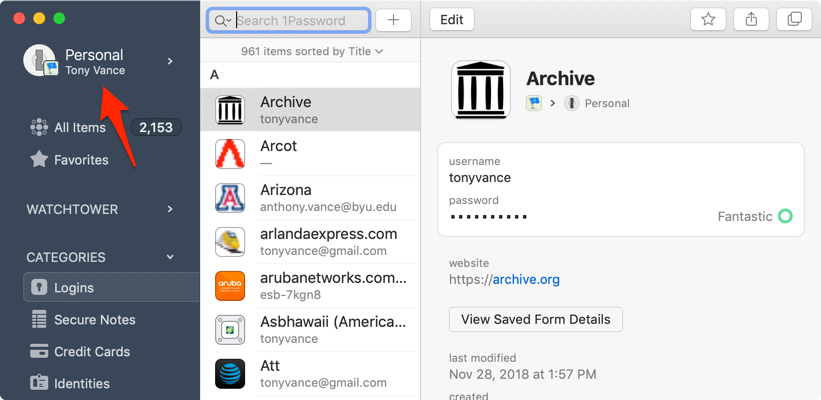 Personal
Tony Vance
All Items 2,153
Favorites
WATCHTOWER
CATEGORIES
Logins
Secure Notes
Credit Cards
Identities
Search 1Password
961 items sorted by Title
A
Archive
tonyvance
Arcot
—
Arizona
anthony.vance@byu.edu
arlandaexpress.com
tonyvance@gmail.com
aruba
arubanetworks.com...
esb-7kgn8
Asbhawaii (America...
tonyvance
Att
tonyvance@gmail.com
Edit
Archive
Personal
username
tonyvance
password
•••••••••• Fantastic
website
https://archive.org
View Saved Form Details
last modified
Nov 28, 2018 at 1:57 PM
created